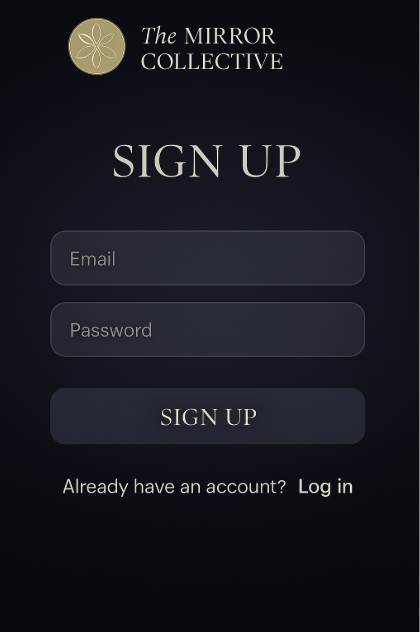 The MIRROR
COLLECTIVE
SIGN UP
Email
Password
SIGN UP
Already have an account? Log in